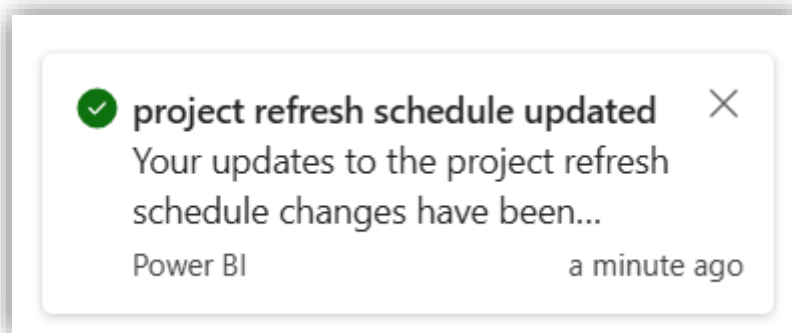 project refresh schedule updated
Your updates to the project refresh
schedule changes have been...
Power BI
a minute ago